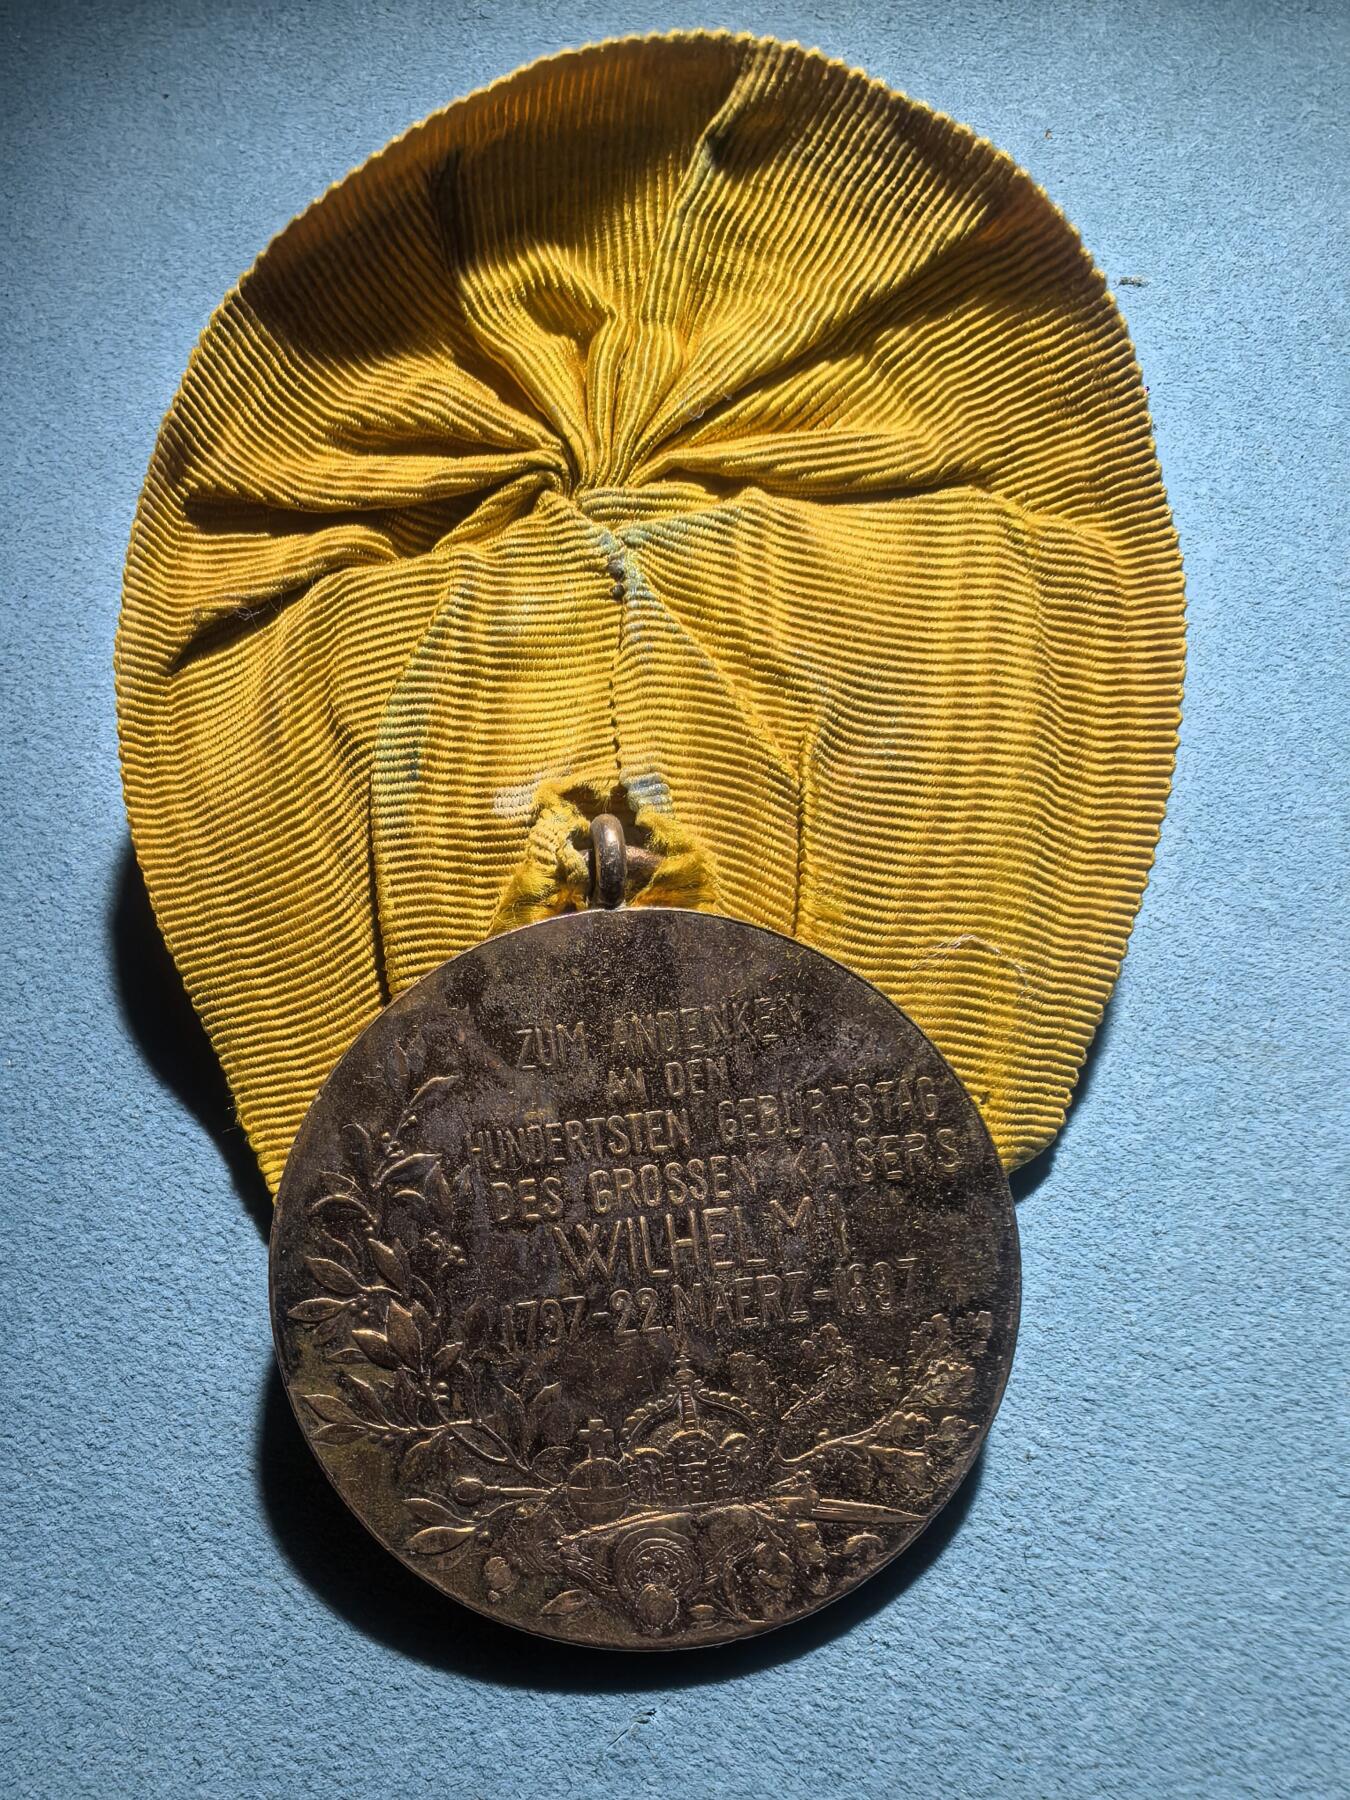 ZUM ANDENKEN
AN DEN
HUNDERTSTEN GEBURTSTAG
DES GROSSEN KAISERS
WILHELM I
1797-22.MAERZ-1897